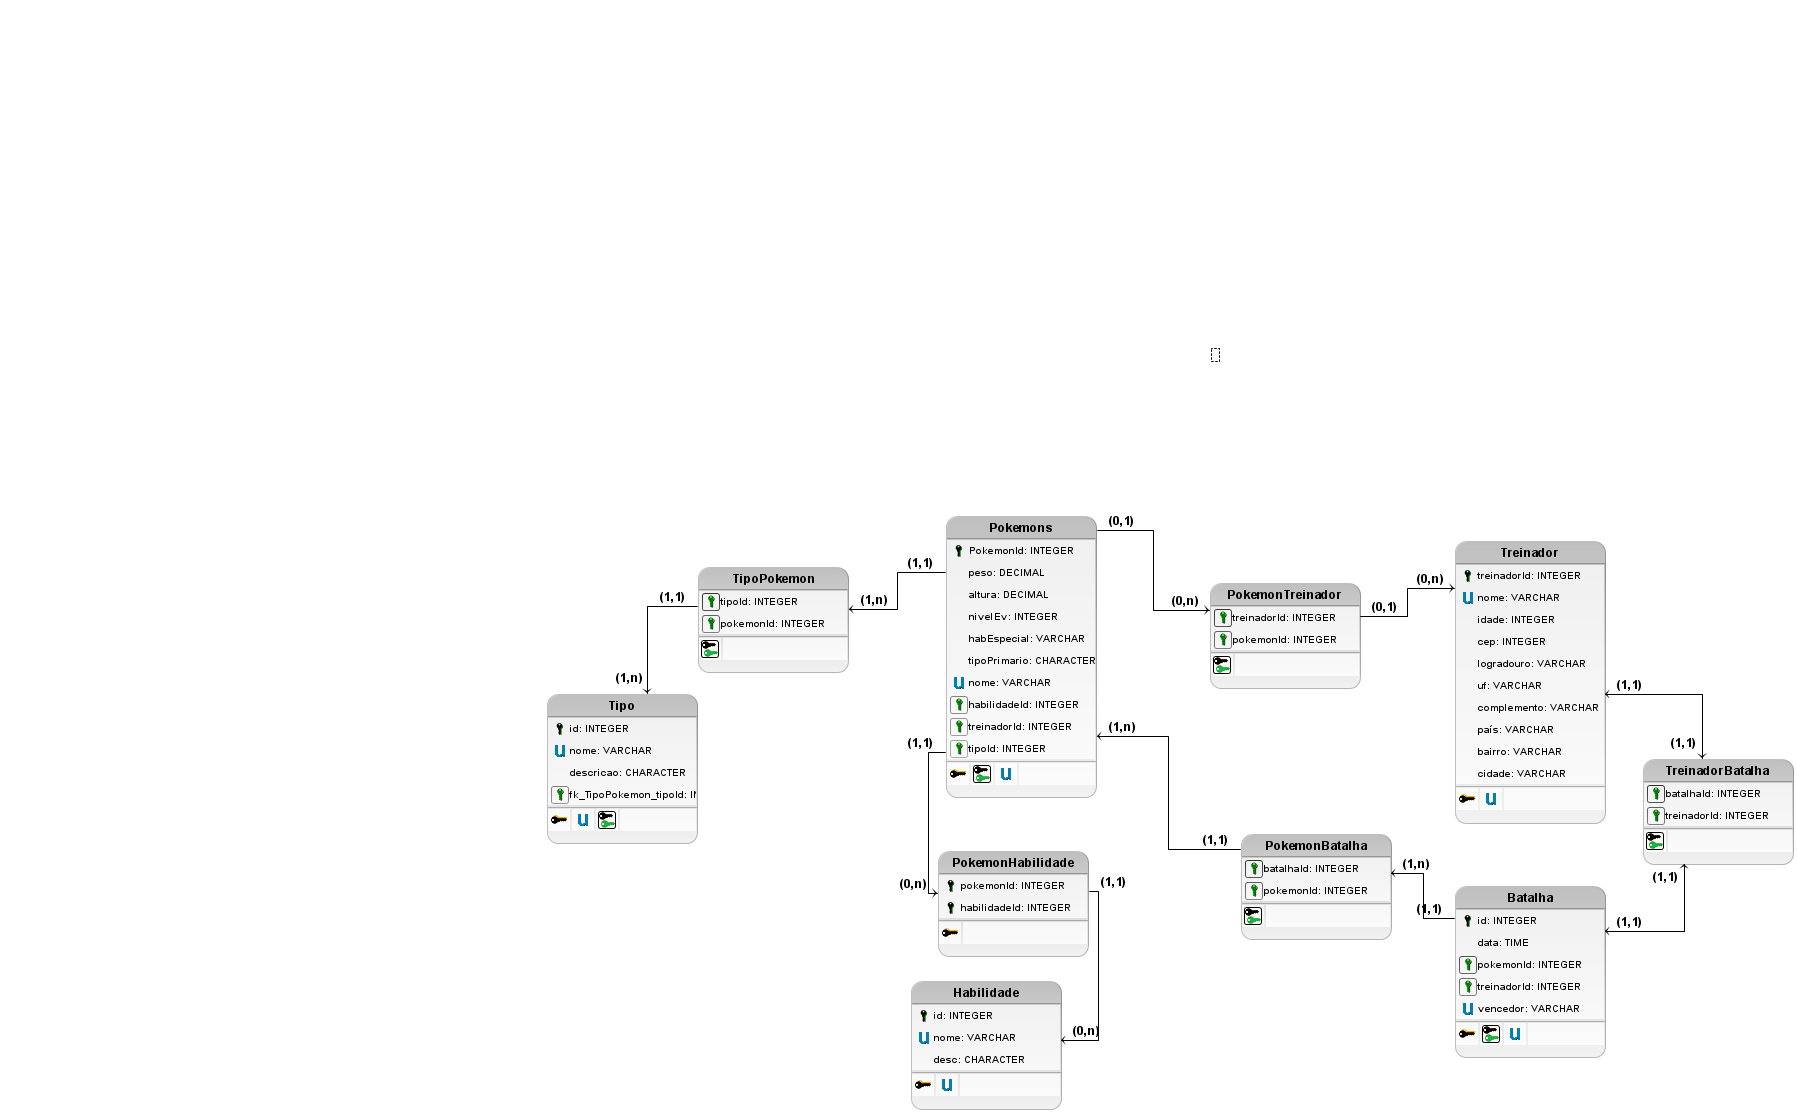 Pokemons
PokemonId: INTEGER
peso: DECIMAL
altura: DECIMAL
nivelEv: INTEGER
habEspecial: VARCHAR
tipoPrimario: CHARACTER
nome: VARCHAR
habilidadeId: INTEGER
treinadorId: INTEGER
tipoId: INTEGER
(0,1)
(1,1)
(1,n)
(1,1)
(1,n)
TipoPokemon
tipoId: INTEGER
pokemonId: INTEGER
(1,1)
(1,n)
Tipo
id: INTEGER
nome: VARCHAR
descricao: CHARACTER
fk_TipoPokemon_tipoId: IN
(0,n)
PokemonTreinador
treinadorId: INTEGER
pokemonId: INTEGER
(0,1)
(0,n)
Treinador
treinadorId: INTEGER
nome: VARCHAR
idade: INTEGER
cep: INTEGER
logradouro: VARCHAR
uf: VARCHAR
complemento: VARCHAR
país: VARCHAR
bairro: VARCHAR
cidade: VARCHAR
(1,1)
(1,1)
TreinadorBatalha
batalhaId: INTEGER
treinadorId: INTEGER
(1,1)
(1,1)
PokemonHabilidade
pokemonId: INTEGER
habilidadeId: INTEGER
(0,n)
(1,1)
Habilidade
id: INTEGER
nome: VARCHAR
desc: CHARACTER
(0,n)
(1,1)
PokemonBatalha
batalhaId: INTEGER
pokemonId: INTEGER
(1,n)
(1,1)
Batalha
id: INTEGER
data: TIME
pokemonId: INTEGER
treinadorId: INTEGER
vencedor: VARCHAR